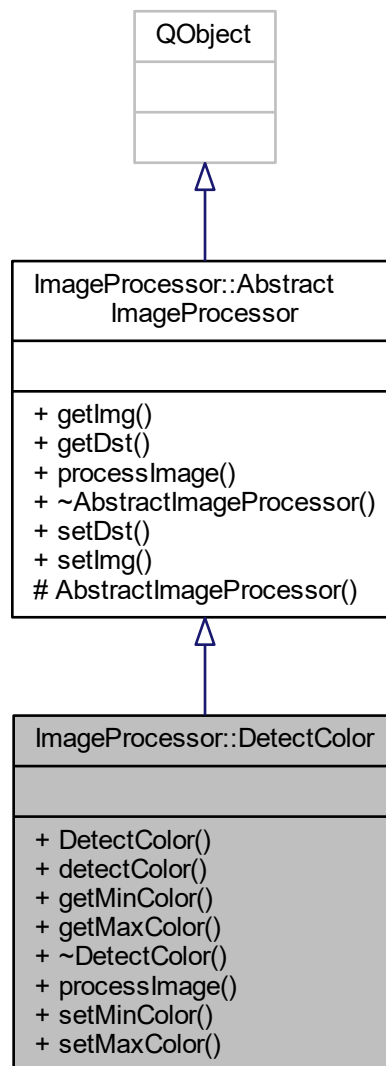 QObject
ImageProcessor::Abstract
ImageProcessor
+ getImg()
+ getDst()
+ processImage()
+ ~AbstractImageProcessor()
+ setDst()
+ setImg()
# AbstractImageProcessor()
ImageProcessor::DetectColor
+ DetectColor()
+ detectColor()
+ getMinColor()
+ getMaxColor()
+ ~DetectColor()
+ processImage()
+ setMinColor()
+ setMaxColor()